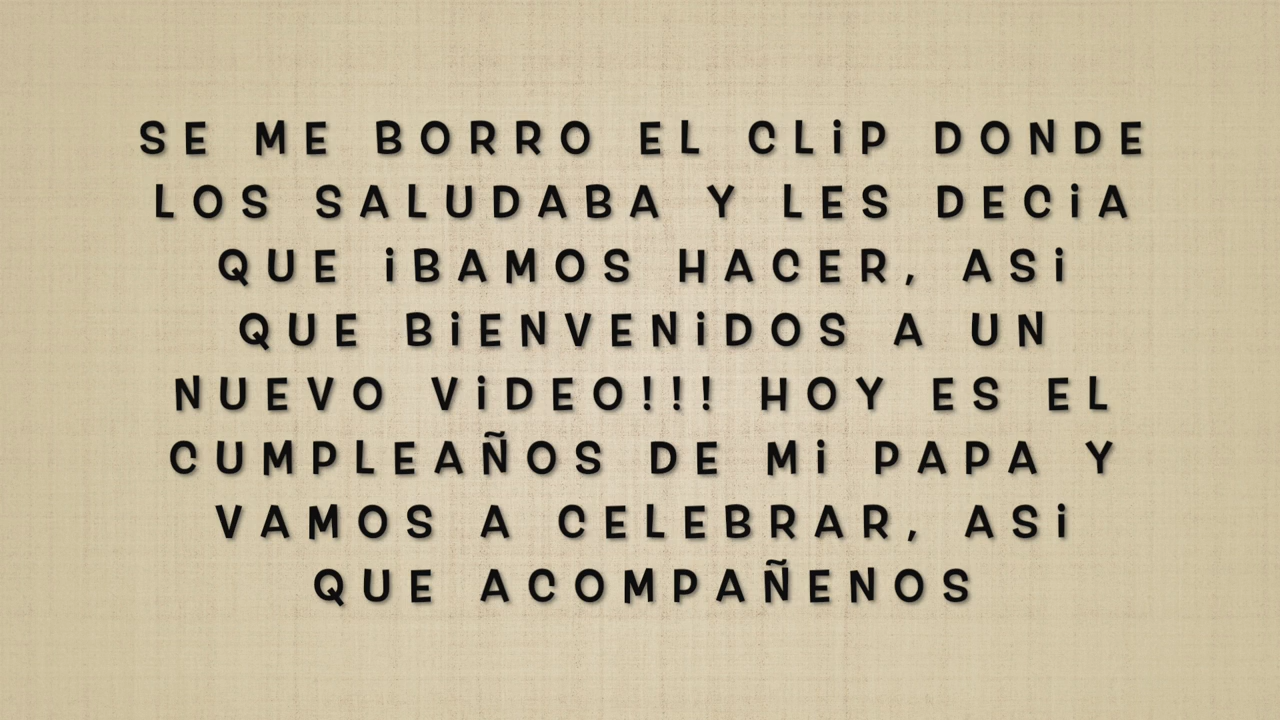 SE ME BORRO EL CLiP DONDE
LOS SALUDABA Y LES DECiA
QUE iBAMOS HACER, ASi
QUE BiENVENiDOS A UN
NUEVO ViDEO!!! HOY ES EL
CUMPLEAÑOS DE Mi PAPA Y
VAMOS A CELEBRAR, ASi
QUE ACOMPAÑENOS